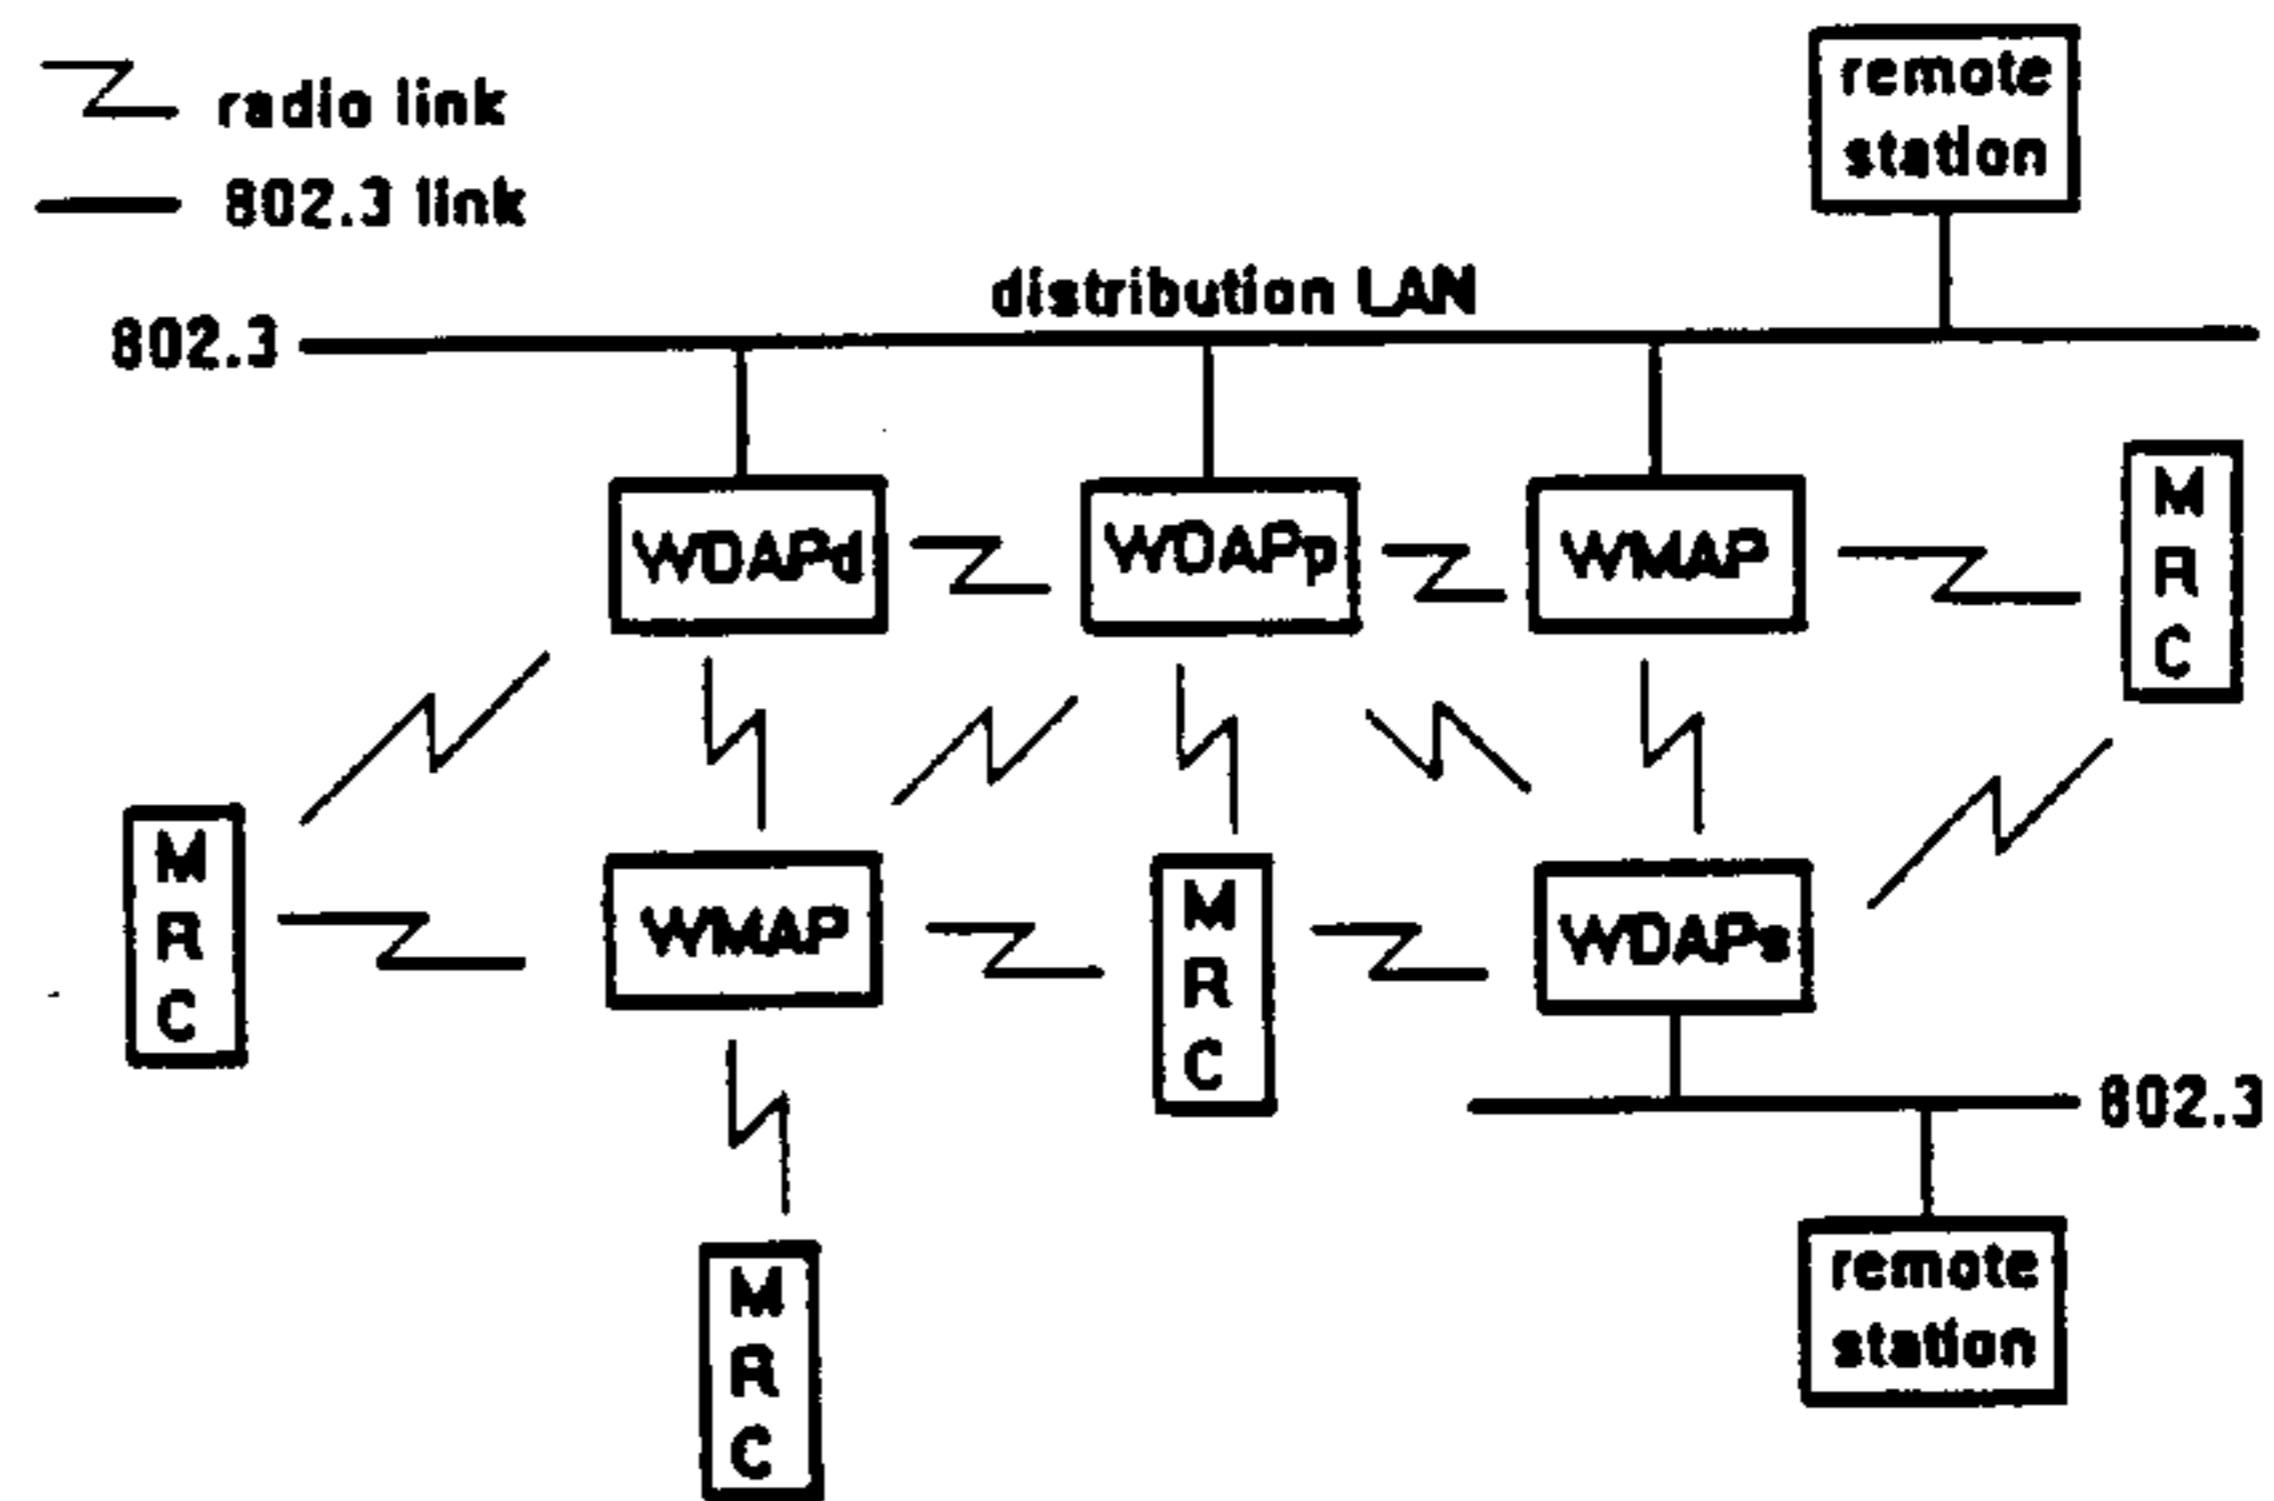 radio link
802.3 link
remote
station
distribution LAN
802.3
WDAPd
WDAPp
WMAP
M
R
C
M
R
C
WMAP
M
R
C
WDAPs
802.3
M
R
C
remote
station